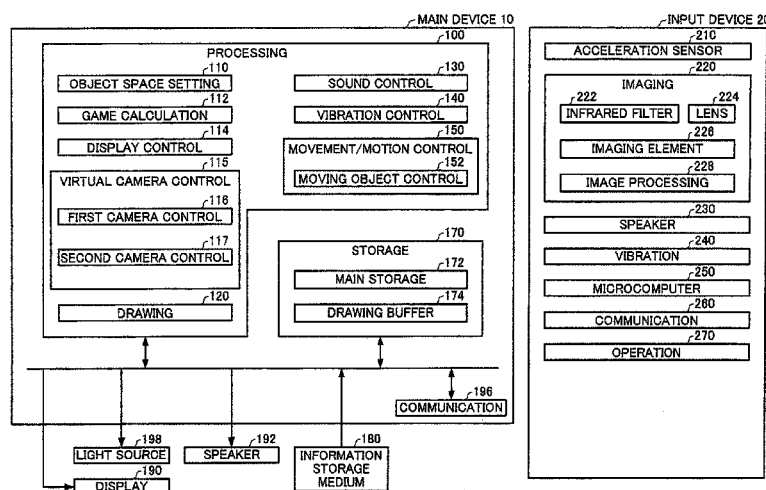 MAIN DEVICE 10
100
PROCESSING
110
OBJECT SPACE SETTING
112
GAME CALCULATION
114
DISPLAY CONTROL
115
VIRTUAL CAMERA CONTROL
116
FIRST CAMERA CONTROL
117
SECOND CAMERA CONTROL
120
DRAWING
130
SOUND CONTROL
140
VIBRATION CONTROL
150
MOVEMENT/MOTION CONTROL
152
MOVING OBJECT CONTROL
170
STORAGE
172
MAIN STORAGE
174
DRAWING BUFFER
196
COMMUNICATION
198
LIGHT SOURCE
192
SPEAKER
180
INFORMATION
STORAGE
MEDIUM
190
DISPLAY
INPUT DEVICE 20
210
ACCELERATION SENSOR
220
IMAGING
222
INFRARED FILTER
224
LENS
226
IMAGING ELEMENT
228
IMAGE PROCESSING
230
SPEAKER
240
VIBRATION
250
MICROCOMPUTER
260
COMMUNICATION
270
OPERATION